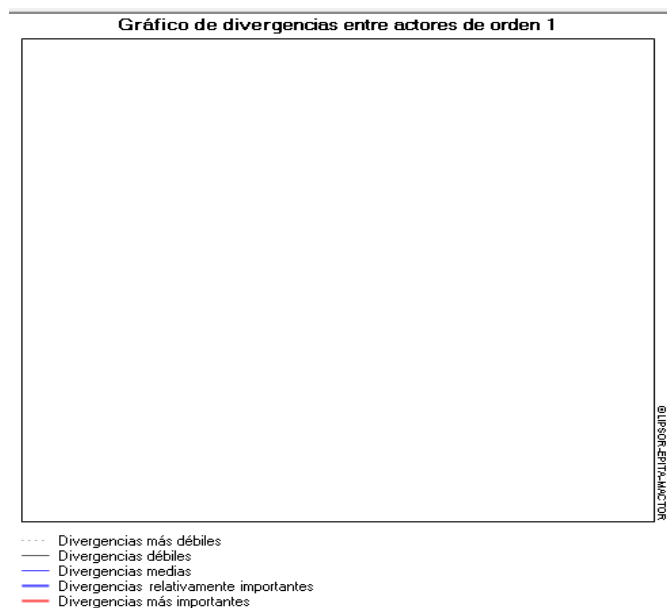 Gráfico de divergencias entre actores de orden 1
©LIPSOR-EPITA-MACTOR
Divergencias más débiles
Divergencias débiles
Divergencias medias
Divergencias relativamente importantes
Divergencias más importantes